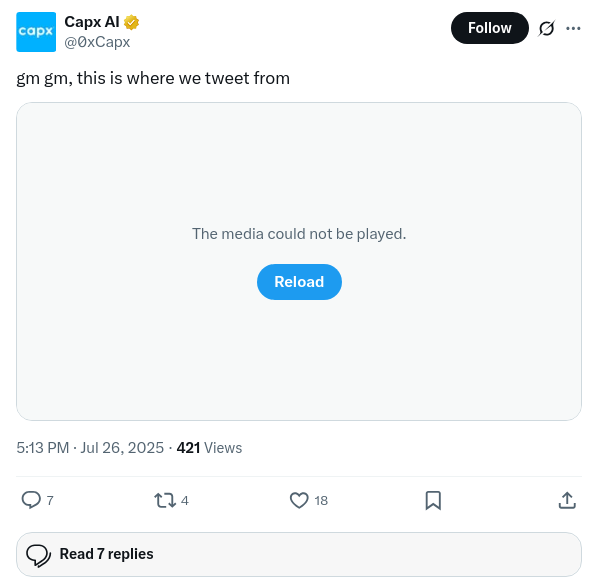 capx
Capx AI
@0xCapx
Follow
gm gm, this is where we tweet from
The media could not be played.
Reload
5:13 PM · Jul 26, 2025 · 421 Views
7 4 18
Read 7 replies